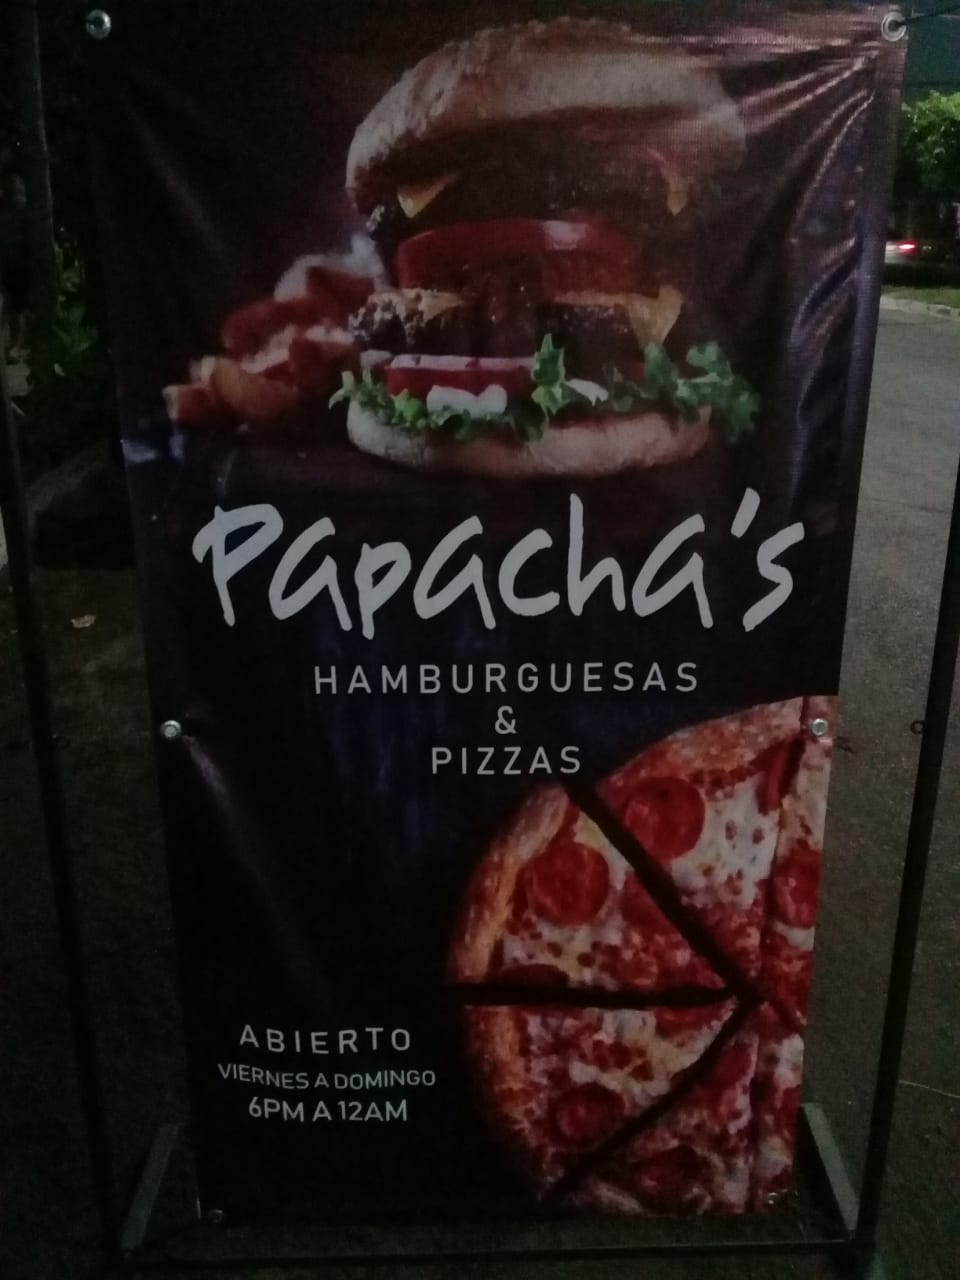 Papacha's
HAMBURGUESAS
&
PIZZAS
ABIERTO
VIERNES A DOMINGO
6PM A 12AM